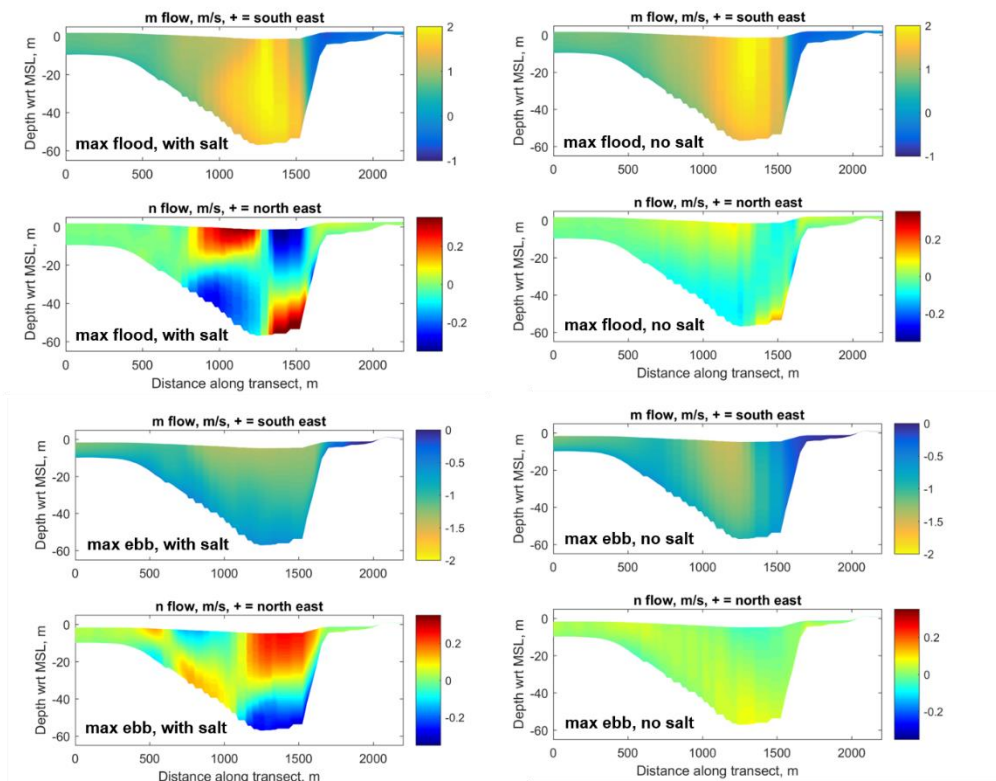 m flow, m/s, + = south east
Depth wrt MSL, m
0
-20
-40
-60
max flood, with salt
0 500 1000 1500 2000
2
1
0
-1
m flow, m/s, + = south east
Depth wrt MSL, m
0
-20
-40
-60
max flood, no salt
0 500 1000 1500 2000
2
1
0
-1
n flow, m/s, + = north east
Depth wrt MSL, m
0
-20
-40
-60
max flood, with salt
0 500 1000 1500 2000
Distance along transect, m
0.2
0
-0.2
n flow, m/s, + = north east
Depth wrt MSL, m
0
-20
-40
-60
max flood, no salt
0 500 1000 1500 2000
Distance along transect, m
0.2
0
-0.2
m flow, m/s, + = south east
Depth wrt MSL, m
0
-20
-40
-60
max ebb, with salt
0 500 1000 1500 2000
0
-0.5
-1
-1.5
-2
m flow, m/s, + = south east
Depth wrt MSL, m
0
-20
-40
-60
max ebb, no salt
0 500 1000 1500 2000
0
-0.5
-1
-1.5
-2
n flow, m/s, + = north east
Depth wrt MSL, m
0
-20
-40
-60
max ebb, with salt
0 500 1000 1500 2000
Distance along transect, m
0.2
0
-0.2
n flow, m/s, + = north east
Depth wrt MSL, m
0
-20
-40
-60
max ebb, no salt
0 500 1000 1500 2000
Distance along transect, m
0.2
0
-0.2